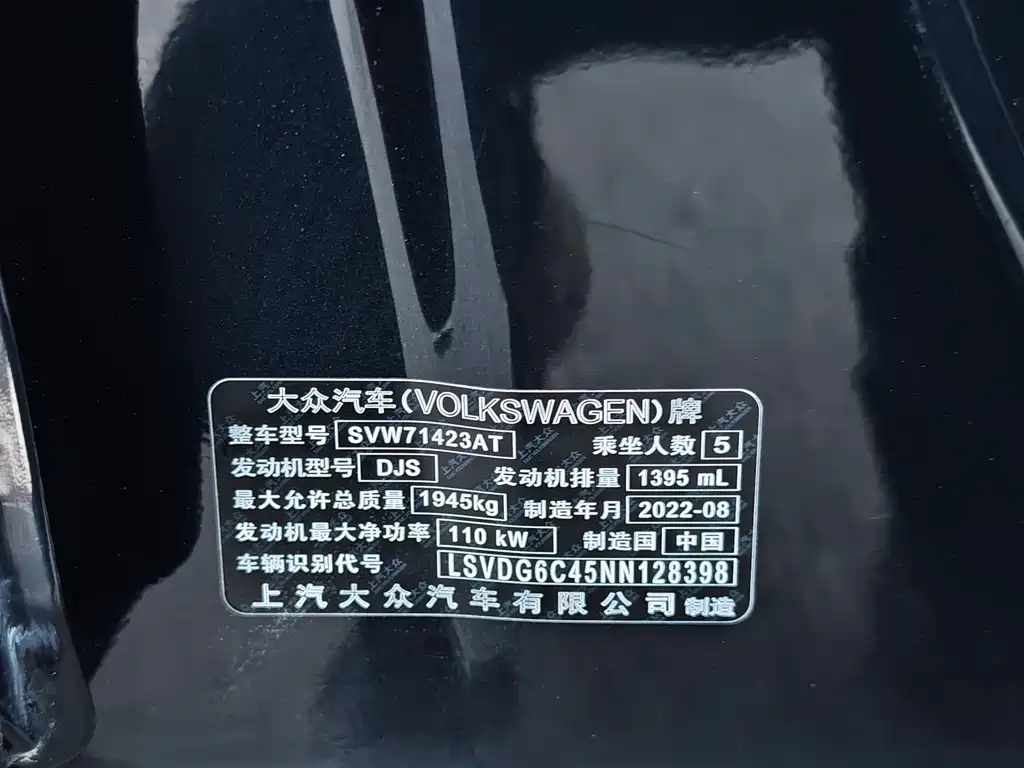 大众汽车(VOLKSWAGEN)牌
整车型号 SVW71423AT 乘坐人数 5
发动机型号 DJS 发动机排量 1395 mL
最大允许总质量 1945kg 制造年月 2022-08
发动机最大净功率 110 kW 制造国 中国
车辆识别代号 LSVDG6C45NN128398
上汽大众汽车有限公司 制造